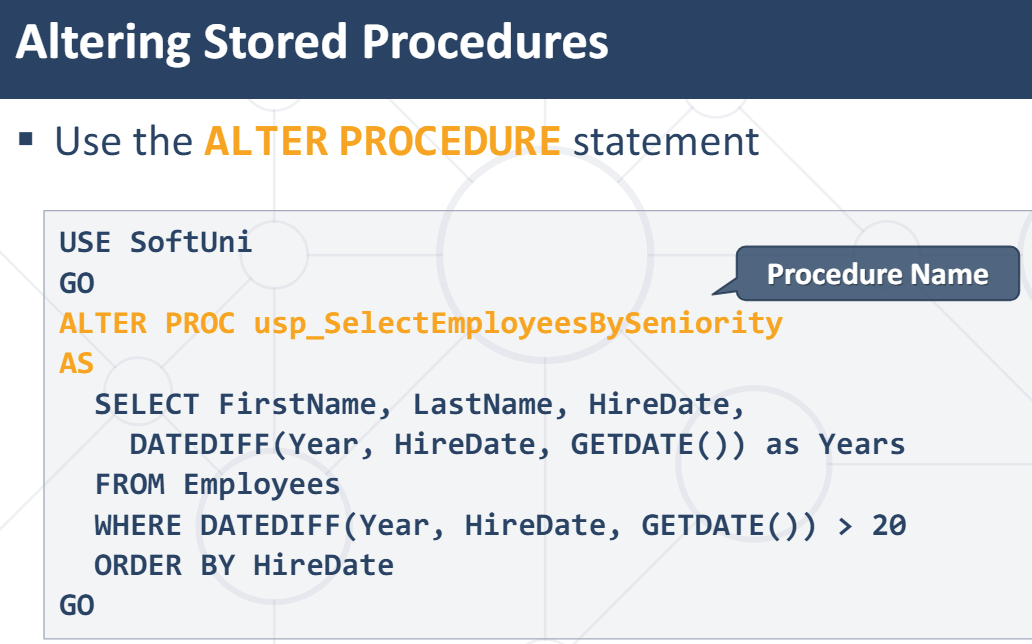 Altering Stored Procedures
▪ Use the ALTER PROCEDURE statement
USE SoftUni
GO
Procedure Name
ALTER PROC usp_SelectEmployeesBySeniority
AS
SELECT FirstName, LastName, HireDate,
DATEDIFF(Year, HireDate, GETDATE()) as Years
FROM Employees
WHERE DATEDIFF(Year, HireDate, GETDATE()) > 20
ORDER BY HireDate
GO